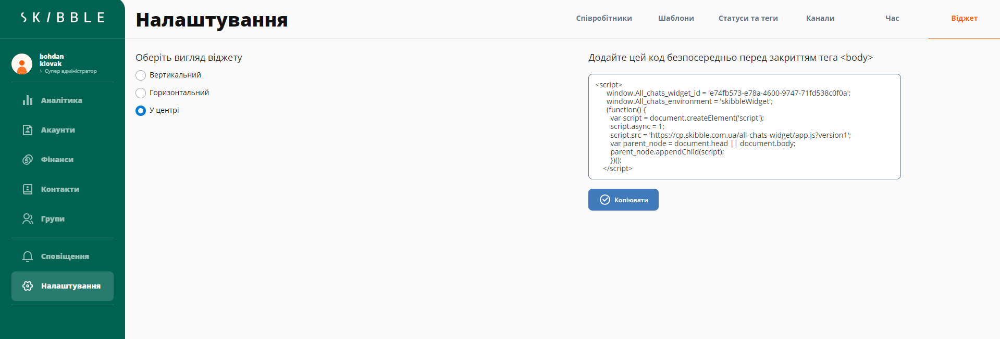 SKIBBLE
bohdan
klovak
Супер адміністратор
Аналітика
Акаунти
Фінанси
Контакти
Групи
Сповіщення
Налаштування
Налаштування
Співробітники
Шаблони
Статуси та теги
Канали
Час
Віджет
Оберіть вигляд віджету
Вертикальний
Горизонтальний
У центрі
Додайте цей код безпосередньо перед закриттям тега <body>
<script>
window.All_chats_widget_id = 'e74fb573-e78a-4600-9747-71fd538c0f0a';
window.All_chats_environment = 'skibbleWidget';
(function() {
var script = document.createElement('script');
script.async = 1;
script.src = 'https://cp.skibble.com.ua/all-chats-widget/app.js?version1';
var parent_node = document.head || document.body;
parent_node.appendChild(script);
})();
</script>
Копіювати